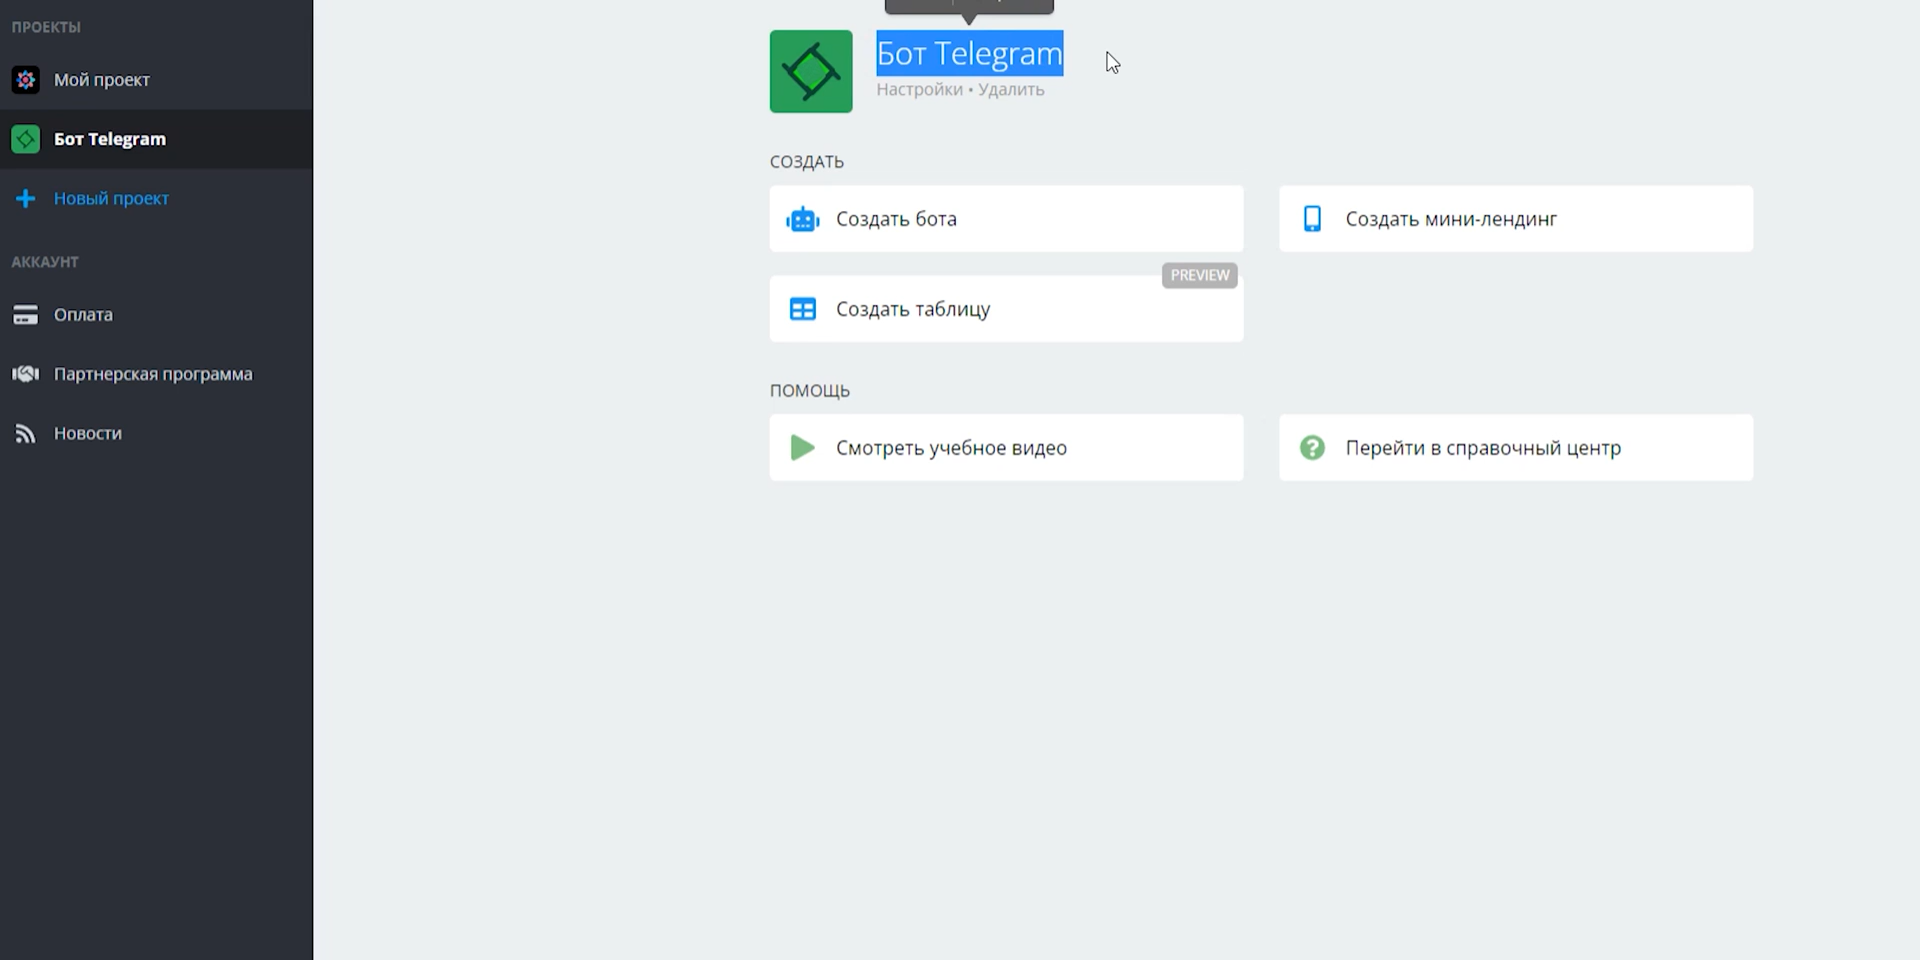 ПРОЕКТЫ
Мой проект
Бот Telegram
Новый проект
АККАУНТ
Оплата
Партнерская программа
Новости
Бот Telegram
Настройки • Удалить
СОЗДАТЬ
Создать бота
Создать мини-лендинг
PREVIEW
Создать таблицу
ПОМОЩЬ
Смотреть учебное видео
Перейти в справочный центр